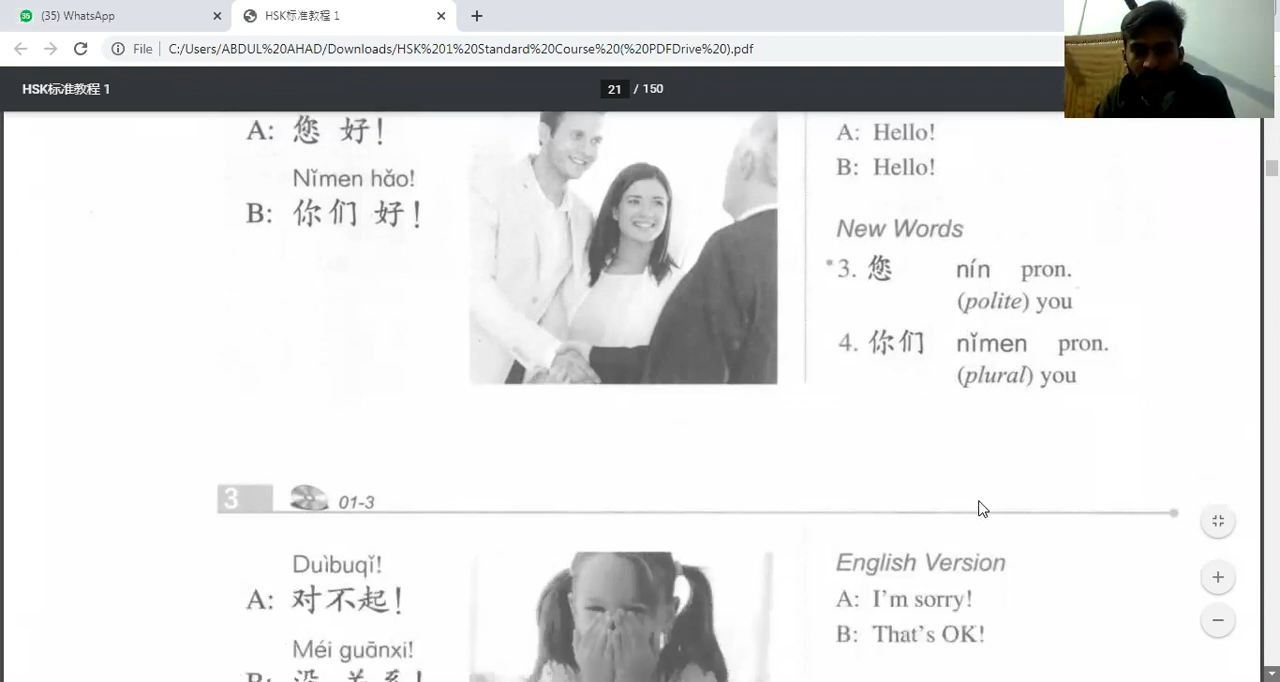 (35) WhatsApp
HSK标准教程 1
File
C:/Users/ABDUL%20AHAD/Downloads/HSK%201%20Standard%20Course%20(%20PDFDrive%20).pdf
HSK标准教程 1
21 / 150
A: 您 好!
Nǐmen hǎo!
B: 你们 好!
A: Hello!
B: Hello!
New Words
*3. 您 nín pron.
(polite) you
4. 你们 nǐmen pron.
(plural) you
3 01-3
Duìbuqǐ!
A: 对不起!
Méi guānxi!
B: 没 关系!
English Version
A: I'm sorry!
B: That's OK!